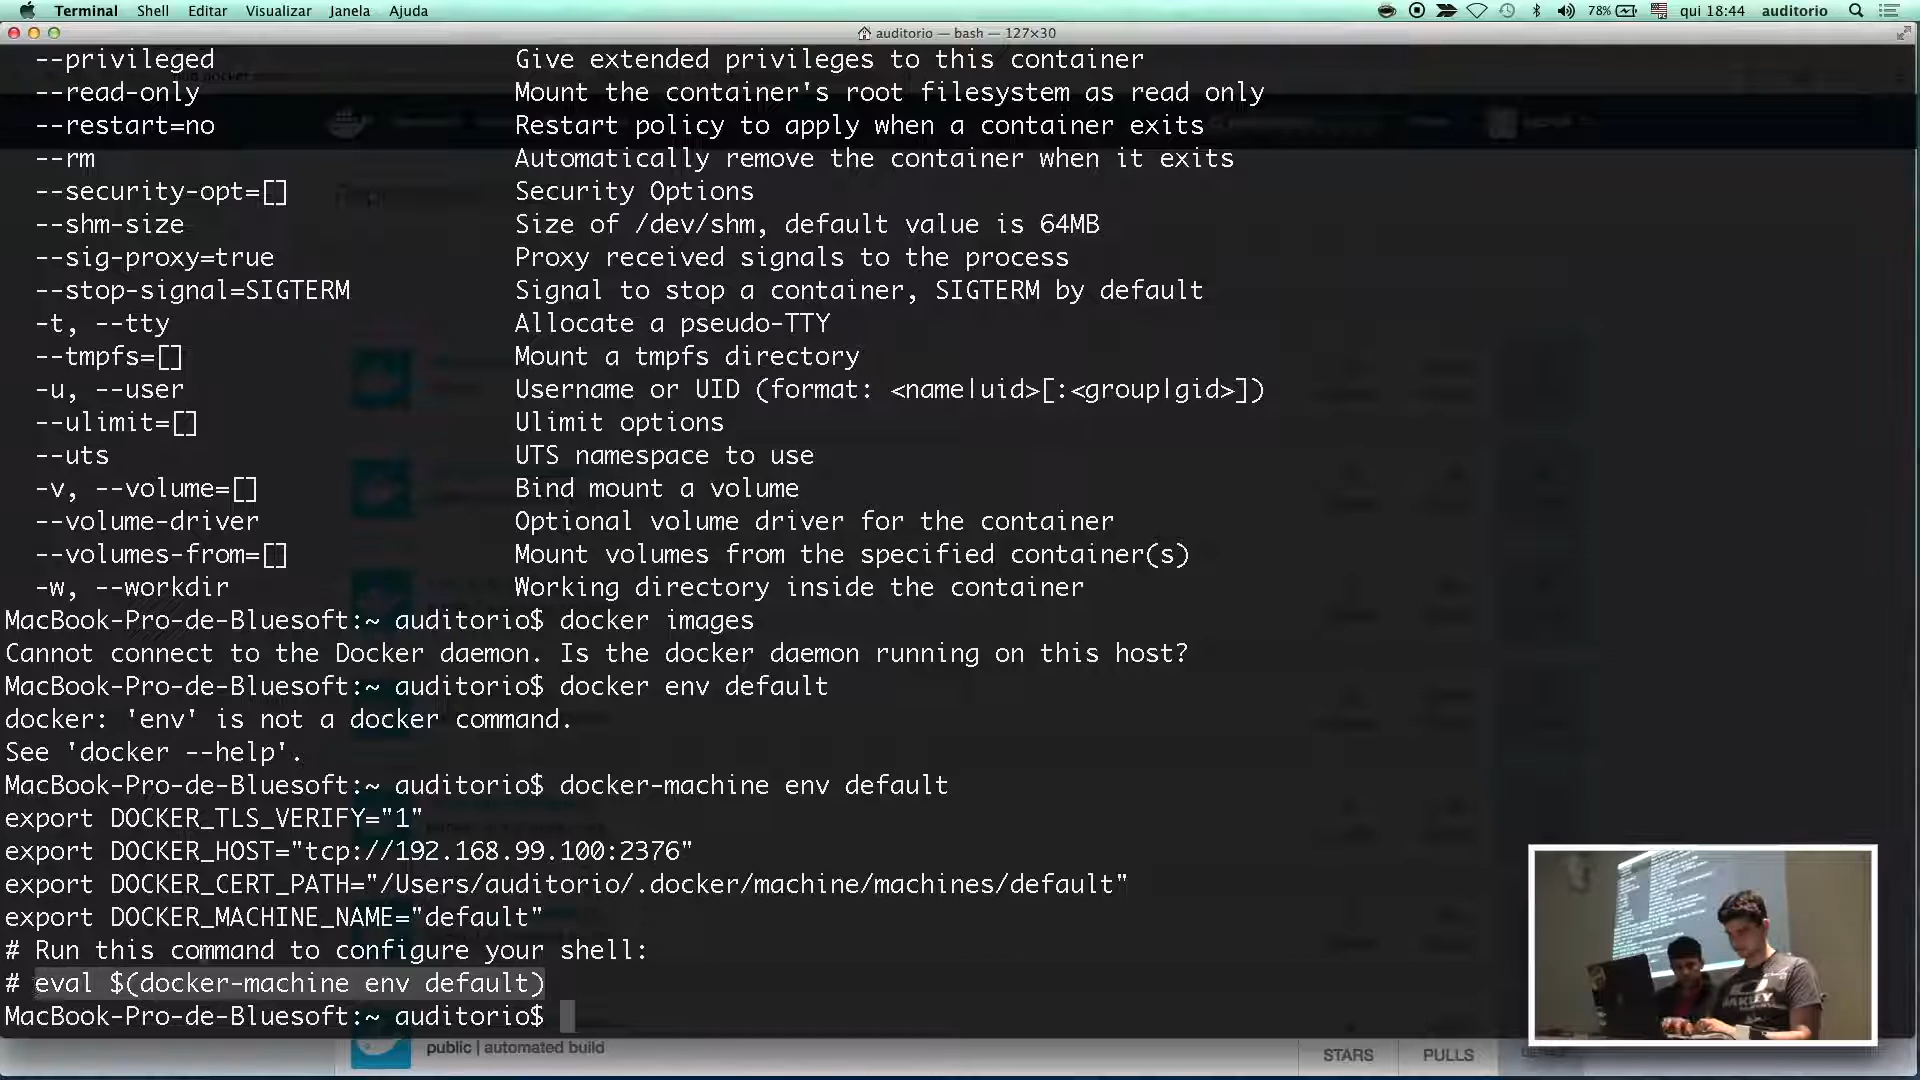 Terminal Shell Editar Visualizar Janela Ajuda 78% qui 18:44 auditorio
auditorio — bash — 127×30
--privileged Give extended privileges to this container
--read-only Mount the container's root filesystem as read only
--restart=no Restart policy to apply when a container exits
--rm Automatically remove the container when it exits
--security-opt=[] Security Options
--shm-size Size of /dev/shm, default value is 64MB
--sig-proxy=true Proxy received signals to the process
--stop-signal=SIGTERM Signal to stop a container, SIGTERM by default
-t, --tty Allocate a pseudo-TTY
--tmpfs=[] Mount a tmpfs directory
-u, --user Username or UID (format: <name|uid>[:<group|gid>])
--ulimit=[] Ulimit options
--uts UTS namespace to use
-v, --volume=[] Bind mount a volume
--volume-driver Optional volume driver for the container
--volumes-from=[] Mount volumes from the specified container(s)
-w, --workdir Working directory inside the container
MacBook-Pro-de-Bluesoft:~ auditorio$ docker images
Cannot connect to the Docker daemon. Is the docker daemon running on this host?
MacBook-Pro-de-Bluesoft:~ auditorio$ docker env default
docker: 'env' is not a docker command.
See 'docker --help'.
MacBook-Pro-de-Bluesoft:~ auditorio$ docker-machine env default
export DOCKER_TLS_VERIFY="1"
export DOCKER_HOST="tcp://192.168.99.100:2376"
export DOCKER_CERT_PATH="/Users/auditorio/.docker/machine/machines/default"
export DOCKER_MACHINE_NAME="default"
# Run this command to configure your shell:
# eval $(docker-machine env default)
MacBook-Pro-de-Bluesoft:~ auditorio$
public | automated build STARS PULLS
OAKLEY